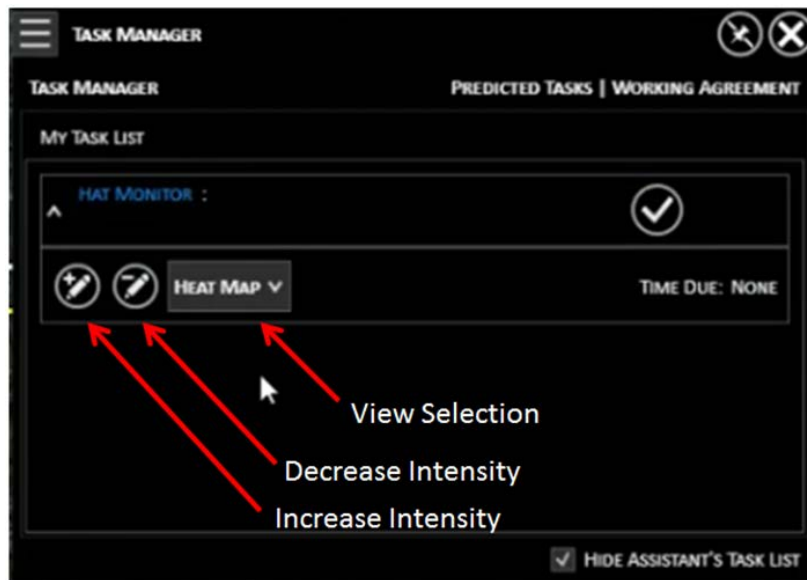 TASK MANAGER
TASK MANAGER PREDICTED TASKS | WORKING AGREEMENT
MY TASK LIST
HAT MONITOR :
HEAT MAP TIME DUE: NONE
View Selection
Decrease Intensity
Increase Intensity
HIDE ASSISTANT'S TASK LIST